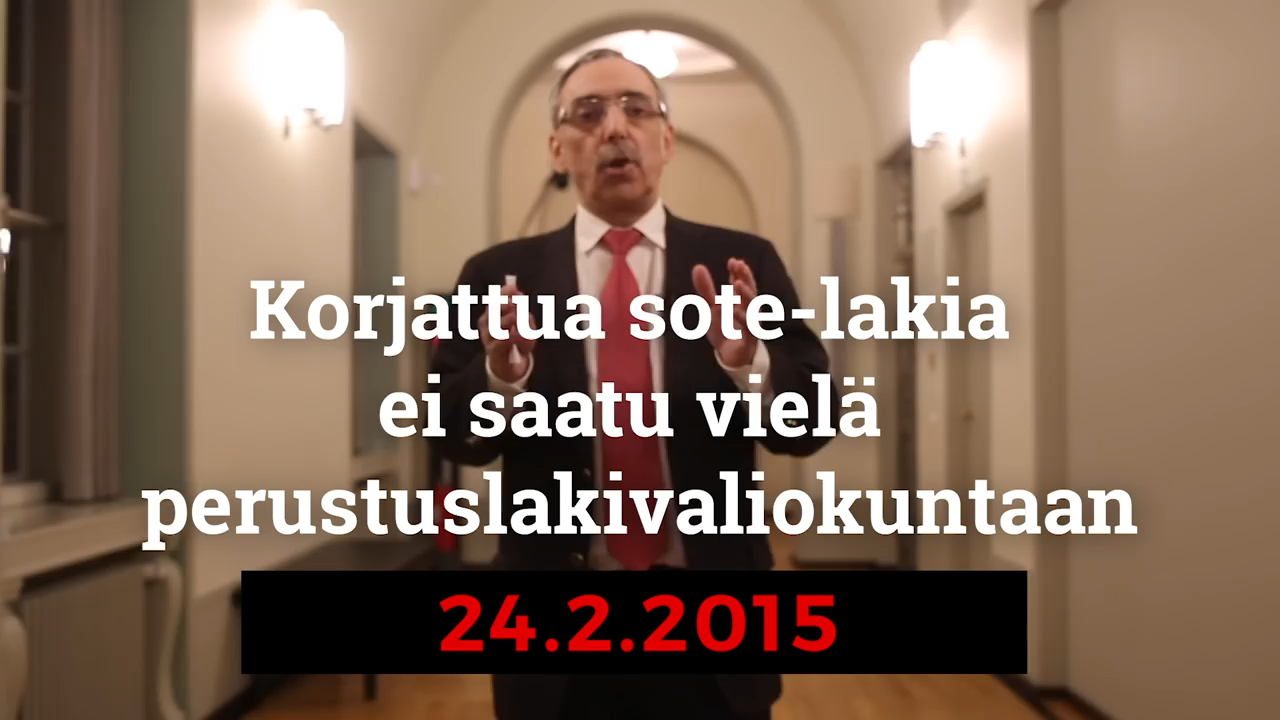 Korjattua sote-lakia
ei saatu vielä
perustuslakivaliokuntaan
24.2.2015